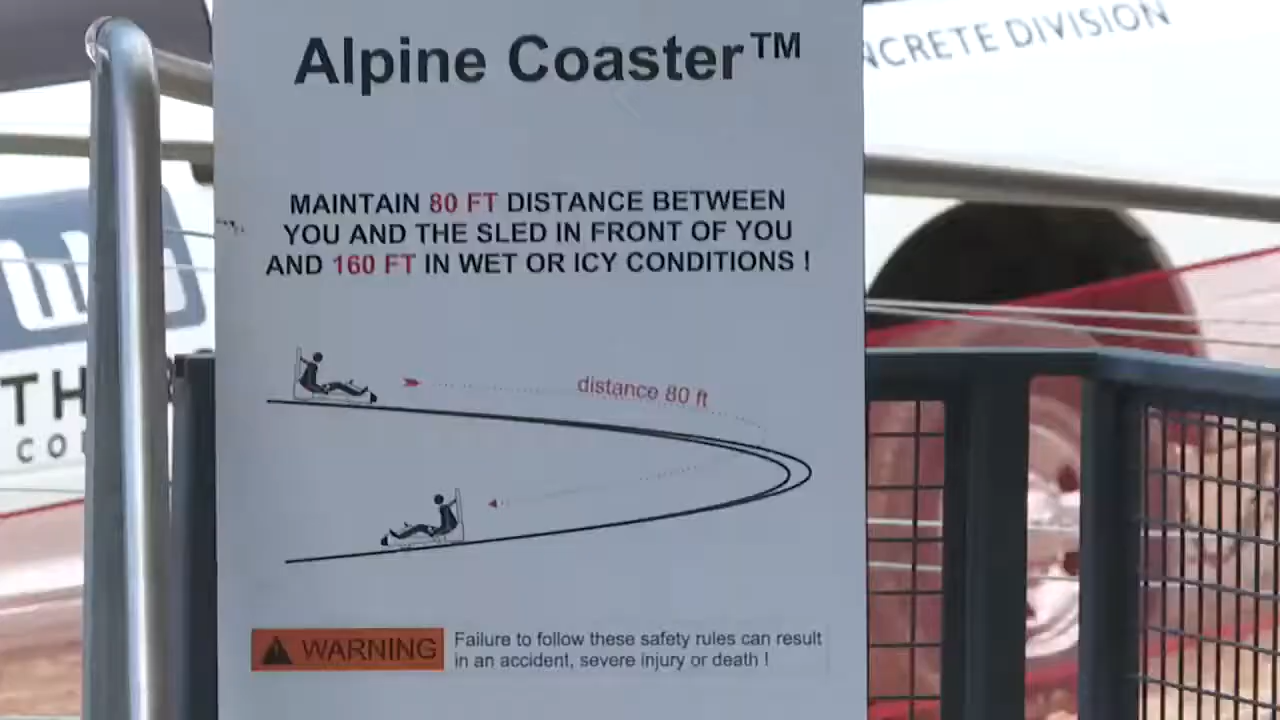 Alpine Coaster™
NCRETE DIVISION
MAINTAIN 80 FT DISTANCE BETWEEN
YOU AND THE SLED IN FRONT OF YOU
AND 160 FT IN WET OR ICY CONDITIONS !
distance 80 ft
TH
CO
WARNING
Failure to follow these safety rules can result
in an accident, severe injury or death !